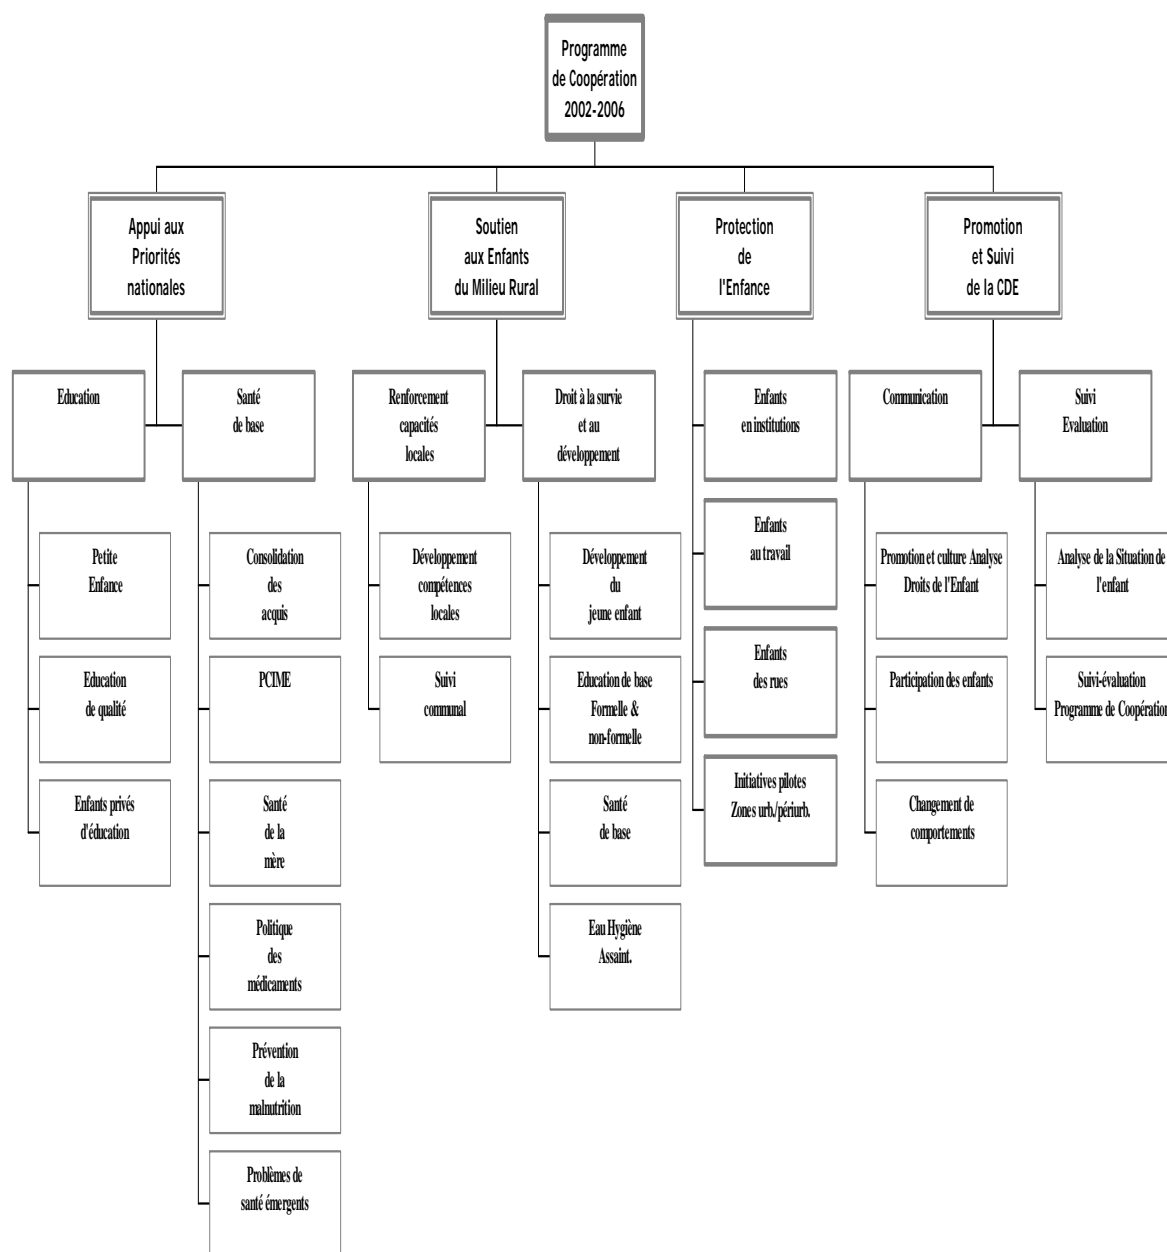 Programme
de Coopération
2002-2006
Appui aux
Priorités
nationales
Soutien
aux Enfants
du Milieu Rural
Protection
de
l'Enfance
Promotion
et Suivi
de la CDE
Education
Santé
de base
Renforcement
capacités
locales
Droit à la survie
et au
développement
Enfants
en institutions
Communication
Suivi
Evaluation
Petite
Enfance
Consolidation
des
acquis
Développement
compétences
locales
Développement
du
jeune enfant
Enfants
au travail
Promotion et culture Analyse
Droits de l'Enfant
Analyse de la Situation de
l'enfant
Education
de qualité
PCIME
Suivi
communal
Education de base
Formelle &
non-formelle
Enfants
des rues
Participation des enfants
Suivi-évaluation
Programme de Coopération
Enfants privés
d'éducation
Santé
de la
mère
Santé
de base
Initiatives pilotes
Zones urb./périurb.
Changement de
comportements
Politique
des
médicaments
Eau Hygiène
Assaint.
Prévention
de la
malnutrition
Problèmes de
santé émergents